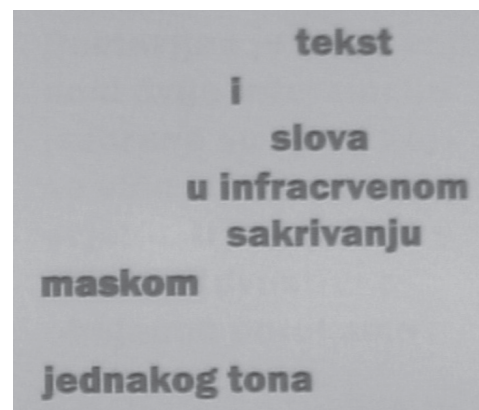 tekst
i
slova
u infracrvenom
sakrivanju
maskom
jednakog tona